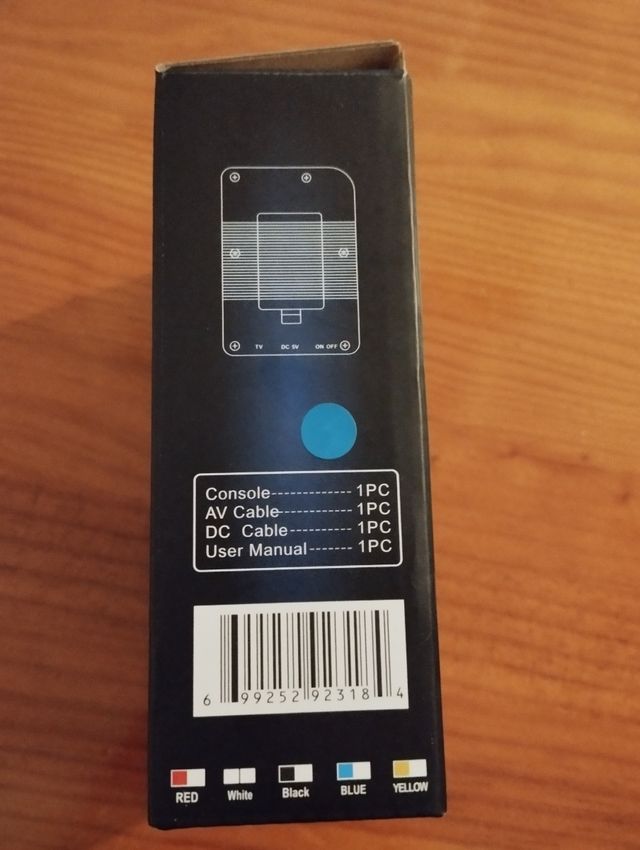 TV DC 5V ON OFF
Console------------- 1PC
AV Cable----------- 1PC
DC Cable---------- 1PC
User Manual------- 1PC
6 99252 92318 4
RED White Black BLUE YELLOW